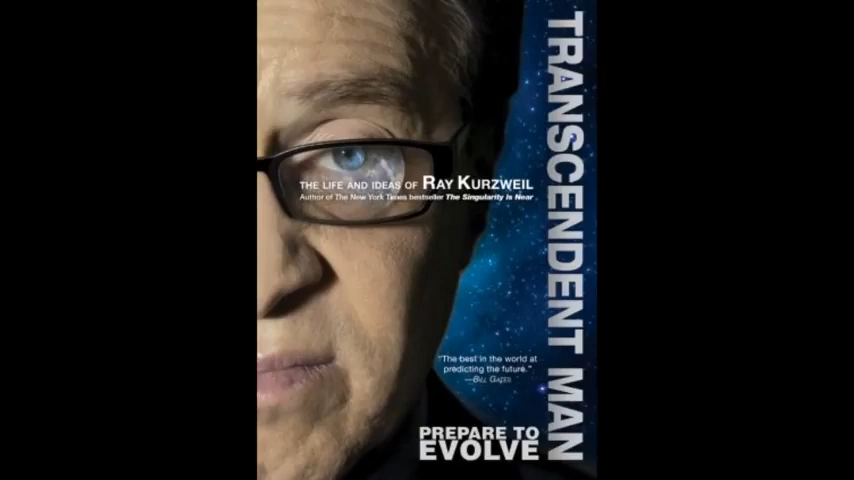 TRANSCENDENT MAN
THE LIFE AND IDEAS OF RAY KURZWEIL
Author of The New York Times bestseller The Singularity Is Near
"The best in the world at
predicting the future."
—BILL GATES
PREPARE TO
EVOLVE